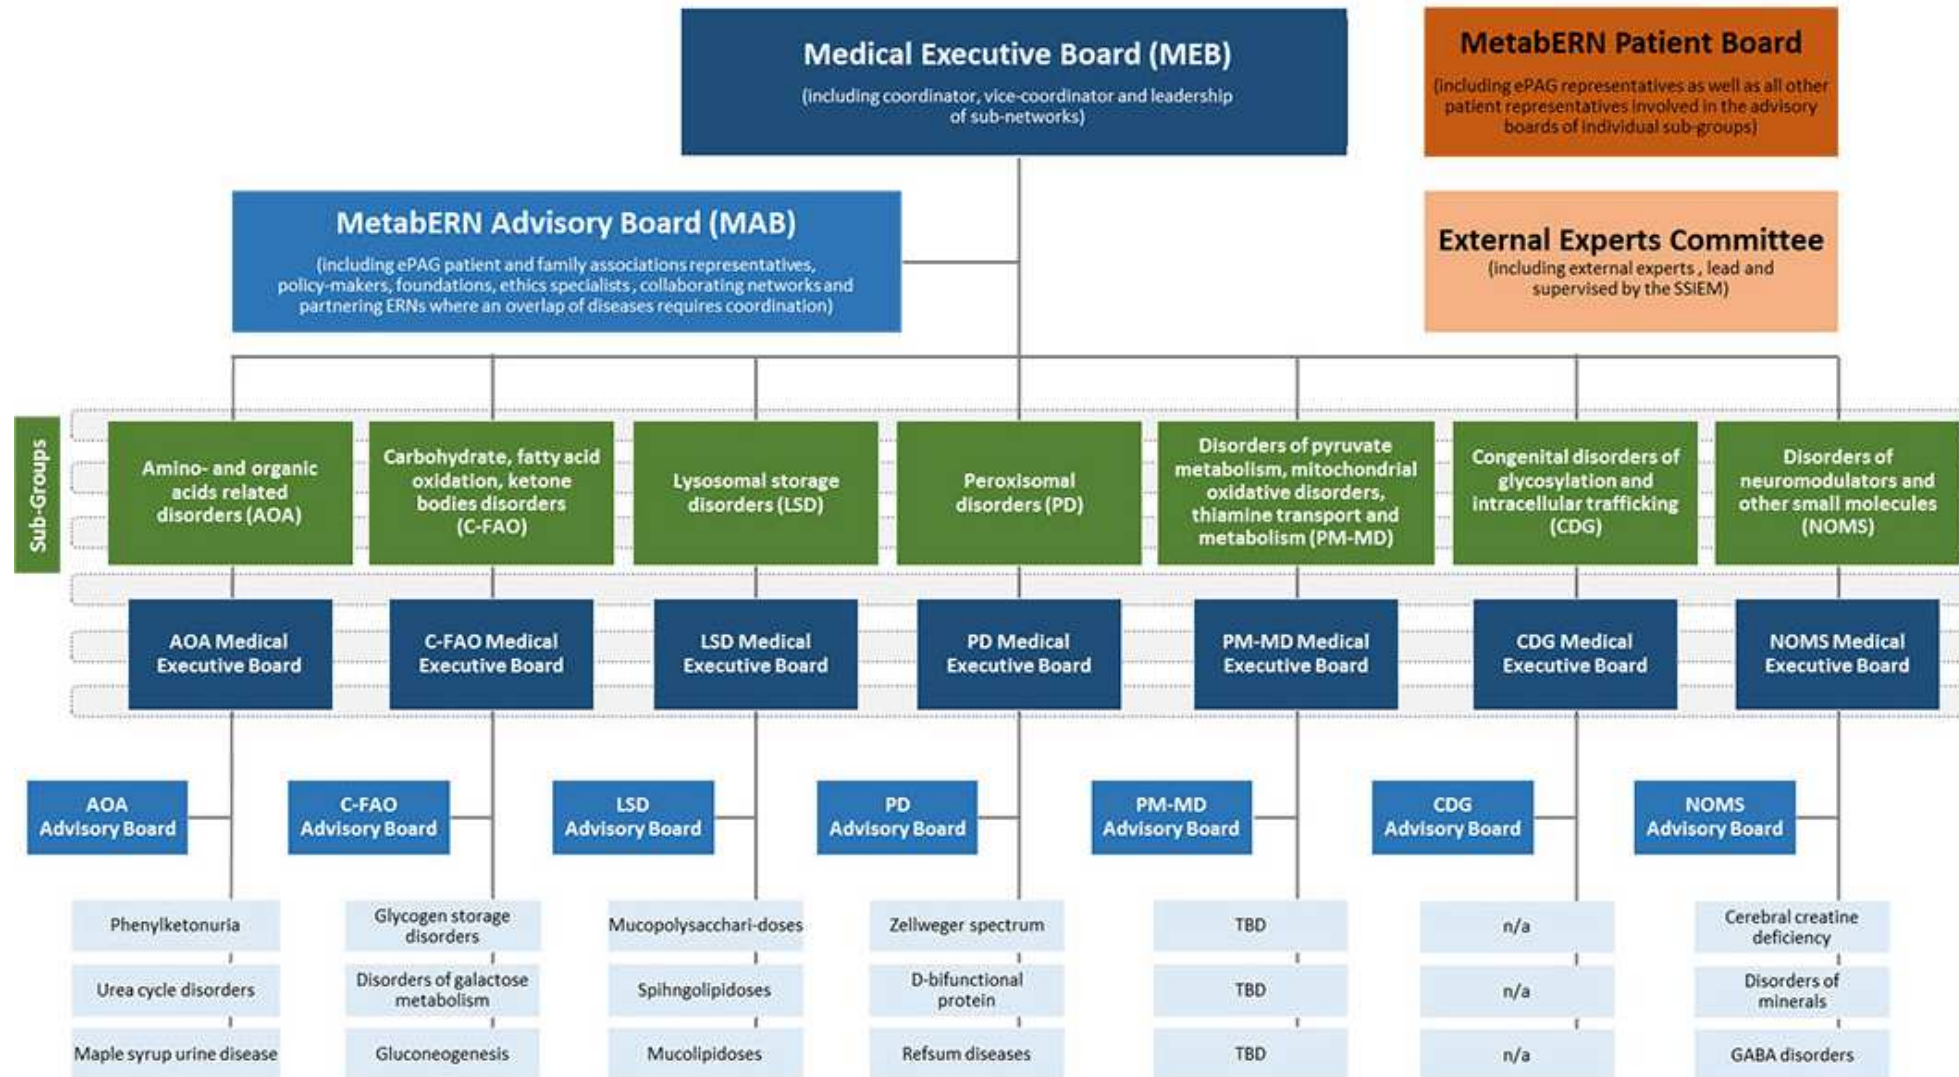 Medical Executive Board (MEB)
(including coordinator, vice-coordinator and leadership
of sub-networks)
MetabERN Patient Board
(including ePAG representatives as well as all other
patient representatives involved in the advisory
boards of individual sub-groups)
MetabERN Advisory Board (MAB)
(including ePAG patient and family associations representatives,
policy-makers, foundations, ethics specialists, collaborating networks and
partnering ERNs where an overlap of diseases requires coordination)
External Experts Committee
(including external experts , lead and
supervised by the SSIEM)
Sub-Groups
Amino- and organic
acids related
disorders (AOA)
Carbohydrate, fatty acid
oxidation, ketone
bodies disorders
(C-FAO)
Lysosomal storage
disorders (LSD)
Peroxisomal
disorders (PD)
Disorders of pyruvate
metabolism, mitochondrial
oxidative disorders,
thiamine transport and
metabolism (PM-MD)
Congenital disorders of
glycosylation and
intracellular trafficking
(CDG)
Disorders of
neuromodulators and
other small molecules
(NOMS)
AOA Medical
Executive Board
C-FAO Medical
Executive Board
LSD Medical
Executive Board
PD Medical
Executive Board
PM-MD Medical
Executive Board
CDG Medical
Executive Board
NOMS Medical
Executive Board
AOA
Advisory Board
C-FAO
Advisory Board
LSD
Advisory Board
PD
Advisory Board
PM-MD
Advisory Board
CDG
Advisory Board
NOMS
Advisory Board
Phenylketonuria
Glycogen storage
disorders
Mucopolysacchari-doses
Zellweger spectrum
TBD
n/a
Cerebral creatine
deficiency
Urea cycle disorders
Disorders of galactose
metabolism
Spihngolipidoses
D-bifunctional
protein
TBD
n/a
Disorders of
minerals
Maple syrup urine disease
Gluconeogenesis
Mucolipidoses
Refsum diseases
TBD
n/a
GABA disorders